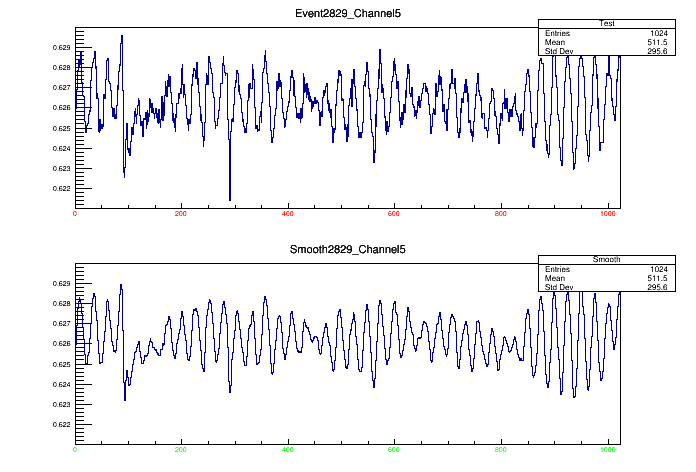 Event2829_Channel5
Test
Entries 1024
Mean 511.5
Std Dev 295.6
0.629
0.628
0.627
0.626
0.625
0.624
0.623
0.622
0 200 400 600 800 1000
Smooth2829_Channel5
Smooth
Entries 1024
Mean 511.5
Std Dev 295.6
0.629
0.628
0.627
0.626
0.625
0.624
0.623
0.622
0 200 400 600 800 1000